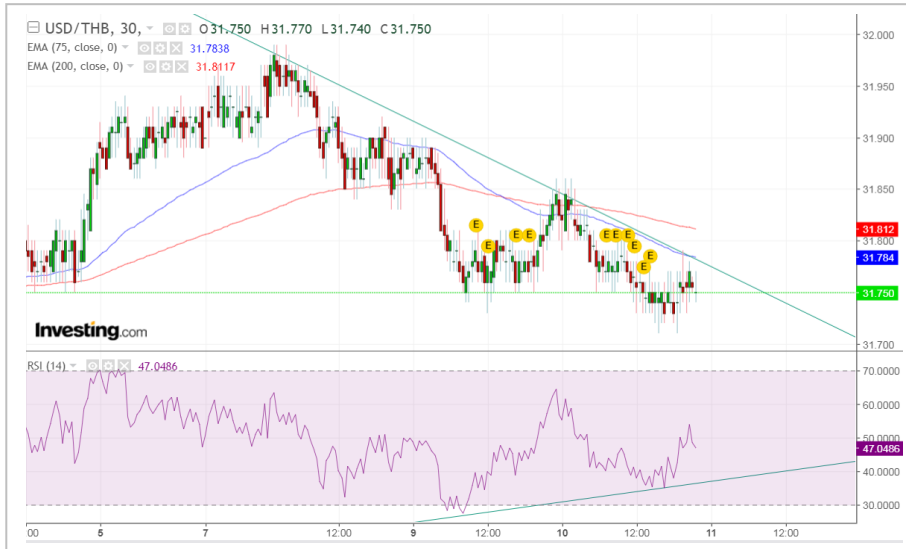 USD/THB, 30, O31.750 H31.770 L31.740 C31.750
EMA (75, close, 0) 31.7838
EMA (200, close, 0) 31.8117
32.000
31.950
31.900
31.850
31.812
31.800
31.784
31.750
31.700
E
E
E E
E E E
E
E
E
Investing.com
RSI (14) 47.0486
70.0000
60.0000
50.0000
47.0486
40.0000
30.0000
:00 5 7 12:00 9 12:00 10 12:00 11 12:00